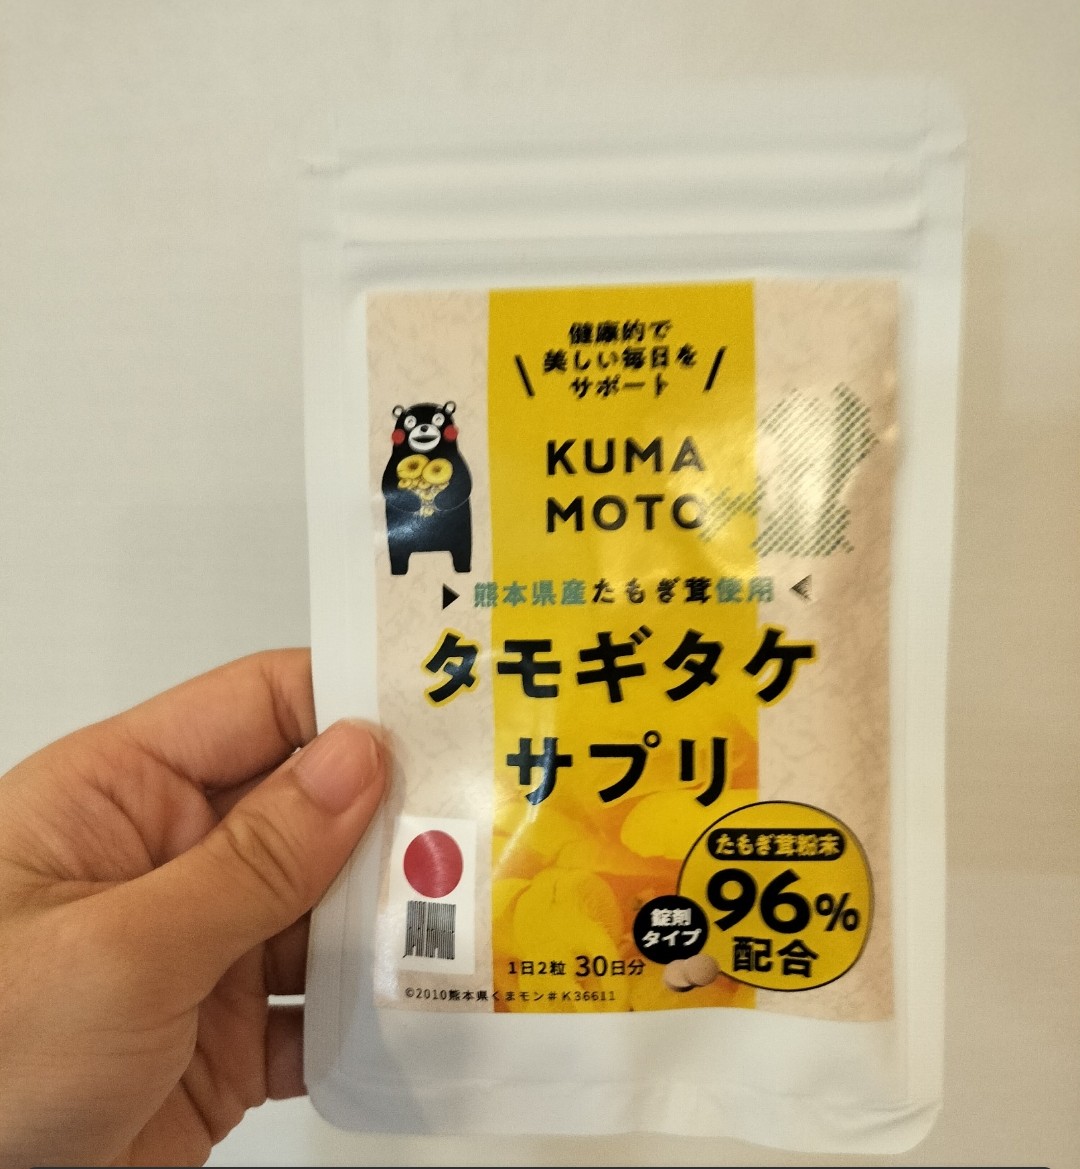 健康的で
美しい毎日を
サポート
KUMA
MOTO
熊本県産たもぎ茸使用
タモギタケ
サプリ
たもぎ茸粉末
96%
配合
錠剤
タイプ
1日2粒 30日分
©2010熊本県くまモン#K36611